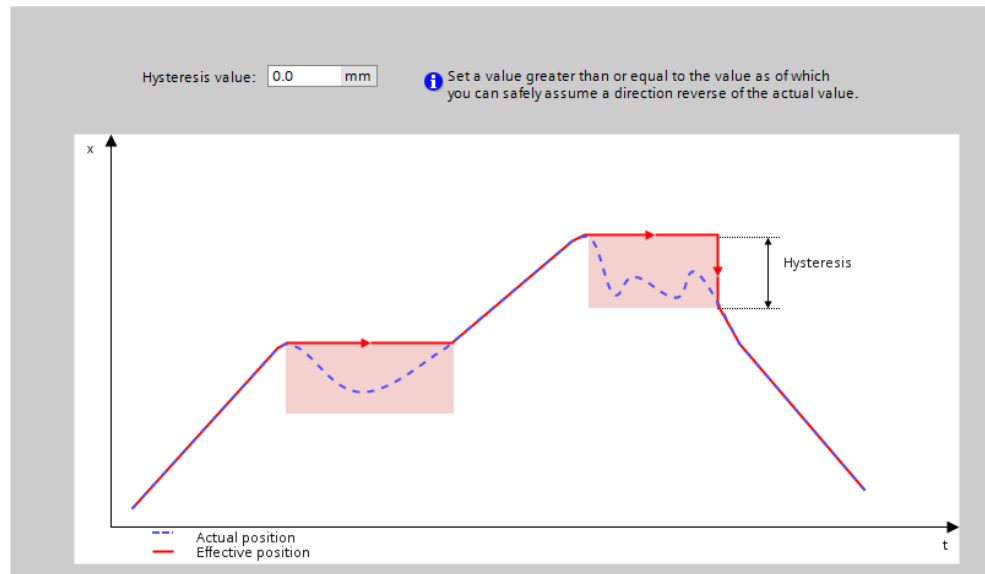 Hysteresis value: 0.0 mm
Set a value greater than or equal to the value as of which
you can safely assume a direction reverse of the actual value.
x
Hysteresis
t
Actual position
Effective position